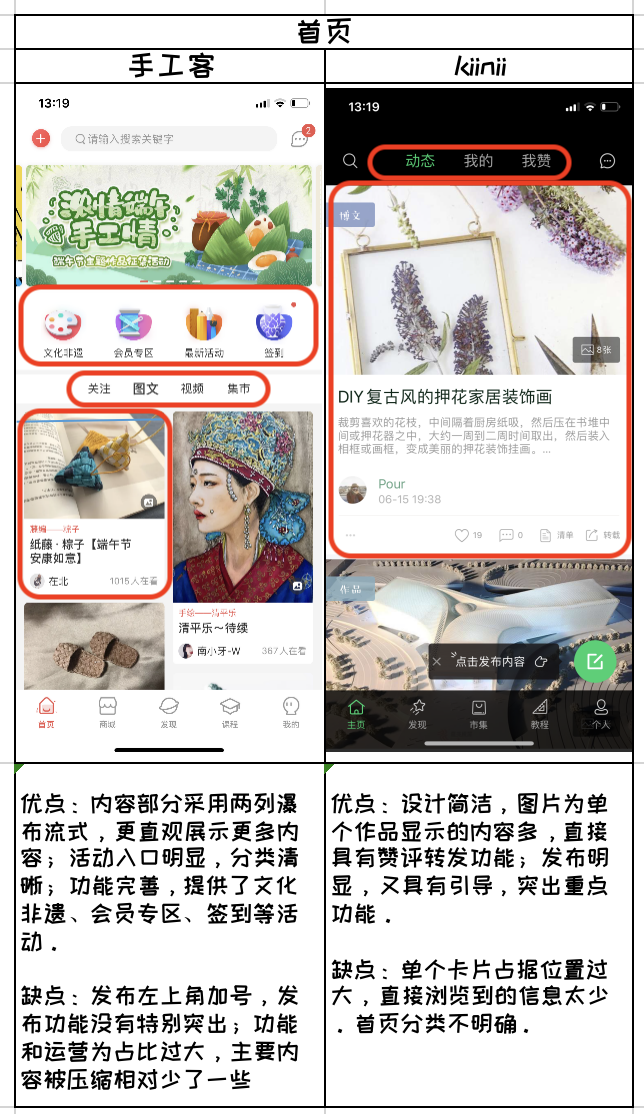 首页
手工客
kiinii
13:19
请输入搜索关键字
2
浓情端午
手工情
端午节主题作品征集活动
文化非遗 会员专区 最新活动 签到
关注 图文 视频 集市
藤编——粽子
纸藤·粽子【端午节
安康如意】
在北 1015人在看
手绘——清平乐
清平乐～待续
南小牙-W 367人在看
首页 商城 发现 课程 我的
13:19
动态 我的 我赞
博文
8张
DIY复古风的押花家居装饰画
裁剪喜欢的花枝，中间隔着厨房纸吸，然后压在书堆中
间或押花器之中，大约一周到二周时间取出，然后装入
相框或画框，变成美丽的押花装饰挂画。...
Pour
06-15 19:38
... 19 0 清单 转载
作品
× 点击发布内容
主页 发现 市集 教程 个人
优点：内容部分采用两列瀑
布流式，更直观展示更多内
容；活动入口明显，分类清
晰；功能完善，提供了文化
非遗、会员专区、签到等活
动．
缺点：发布左上角加号，发
布功能没有特别突出；功能
和运营为占比过大，主要内
容被压缩相对少了一些
优点：设计简洁，图片为单
个作品显示的内容多，直接
具有赞评转发功能；发布明
显，又具有引导，突出重点
功能．
缺点：单个卡片占据位置过
大，直接浏览到的信息太少
．首页分类不明确．